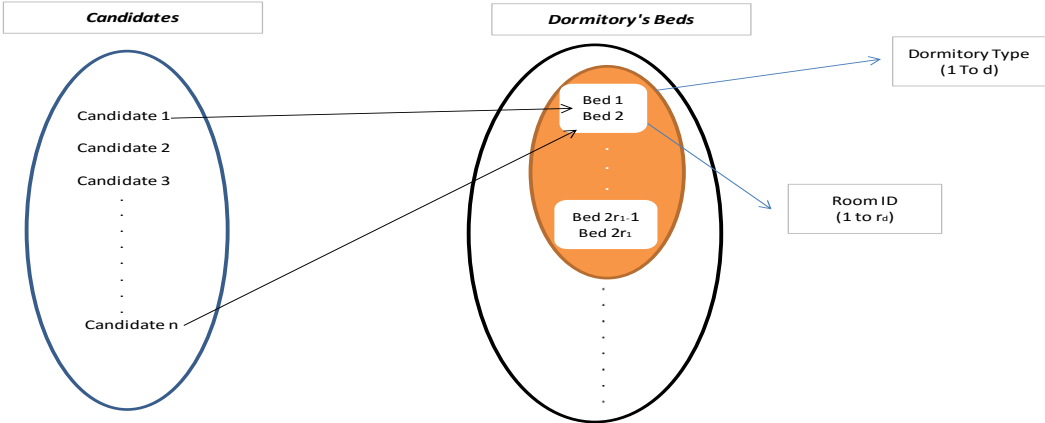 Candidates
Dormitory's Beds
Dormitory Type
(1 To d)
Candidate 1
Candidate 2
Candidate 3
Candidate n
Bed 1
Bed 2
Bed 2r₁-1
Bed 2r₁
Room ID
(1 to r_d)